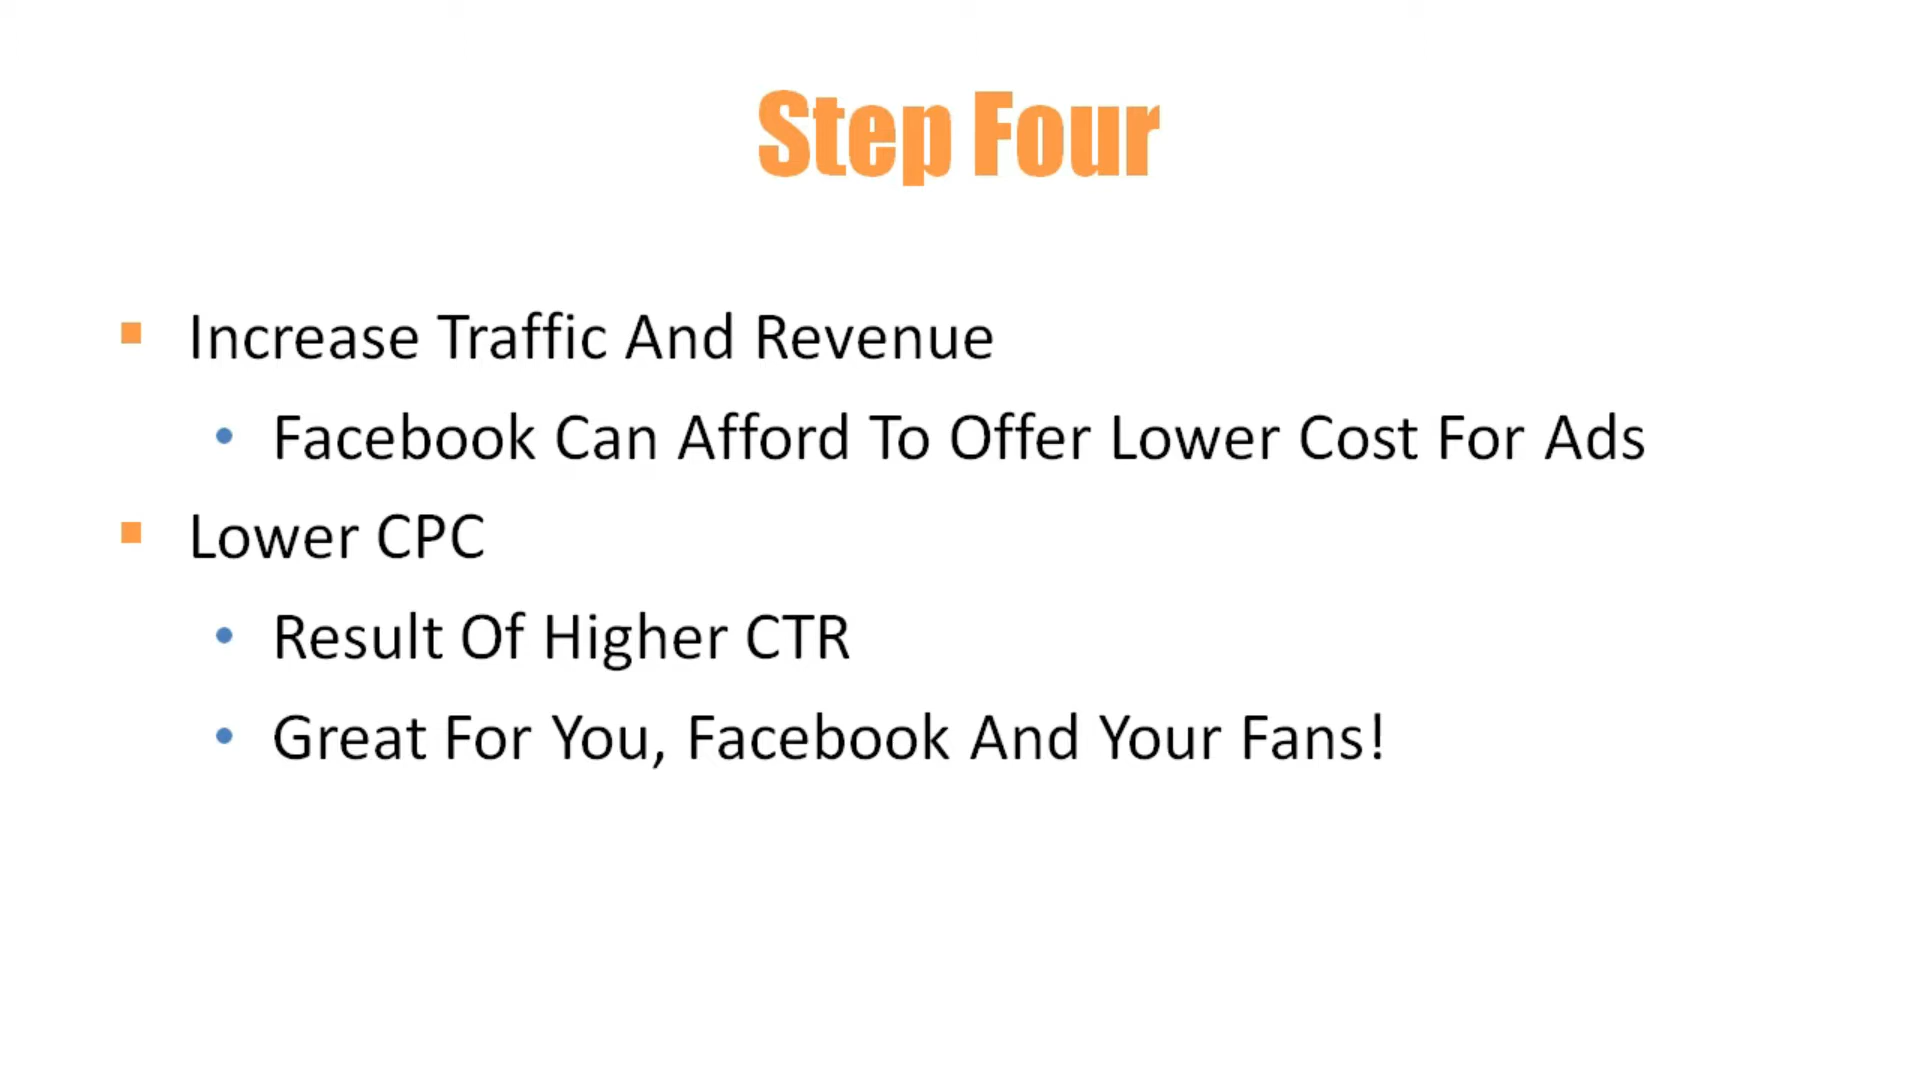 Step Four
Increase Traffic And Revenue
Facebook Can Afford To Offer Lower Cost For Ads
Lower CPC
Result Of Higher CTR
Great For You, Facebook And Your Fans!